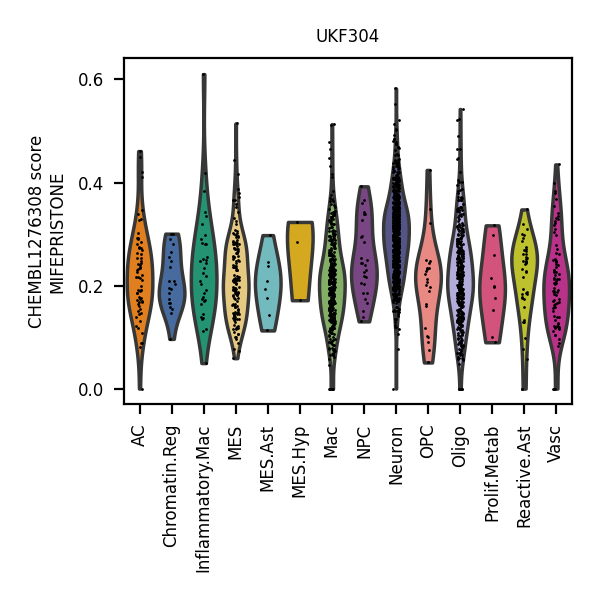 UKF304
CHEMBL1276308 score
MIFEPRISTONE
0.6
0.4
0.2
0.0
AC
Chromatin.Reg
Inflammatory.Mac
MES
MES.Ast
MES.Hyp
Mac
NPC
Neuron
OPC
Oligo
Prolif.Metab
Reactive.Ast
Vasc